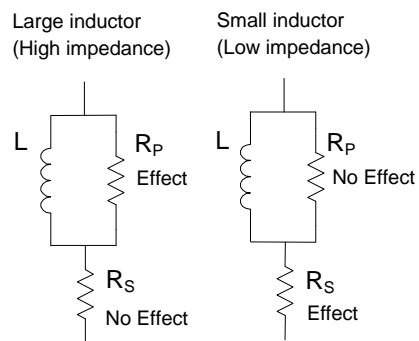 Large inductor
(High impedance)
L
R_P
Effect
R_S
No Effect
Small inductor
(Low impedance)
L
R_P
No Effect
R_S
Effect